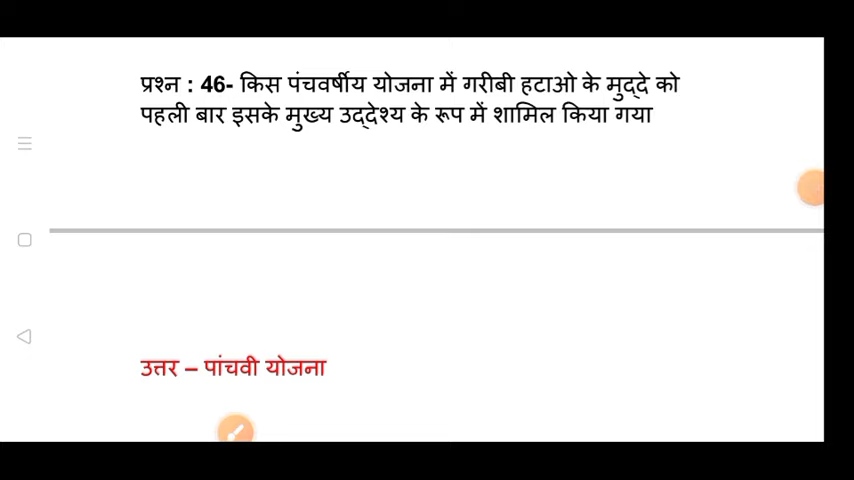 प्रश्न : 46- किस पंचवर्षीय योजना में गरीबी हटाओ के मुद्दे को
पहली बार इसके मुख्य उद्देश्य के रूप में शामिल किया गया
उत्तर – पांचवी योजना